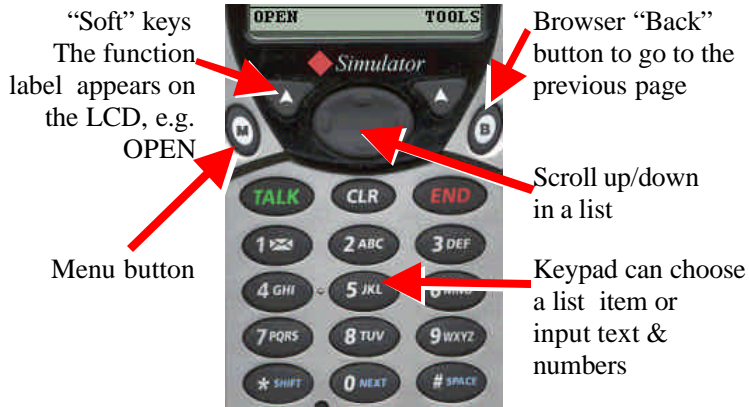 “Soft” keys
The function
label appears on
the LCD, e.g.
OPEN
Menu button
OPEN TOOLS
Simulator
M
B
TALK CLR END
1 2 ABC 3 DEF
4 GHI 5 JKL 6 MNO
7 PQRS 8 TUV 9 WXYZ
* SHIFT 0 NEXT # SPACE
Browser “Back”
button to go to the
previous page
Scroll up/down
in a list
Keypad can choose
a list item or
input text &
numbers